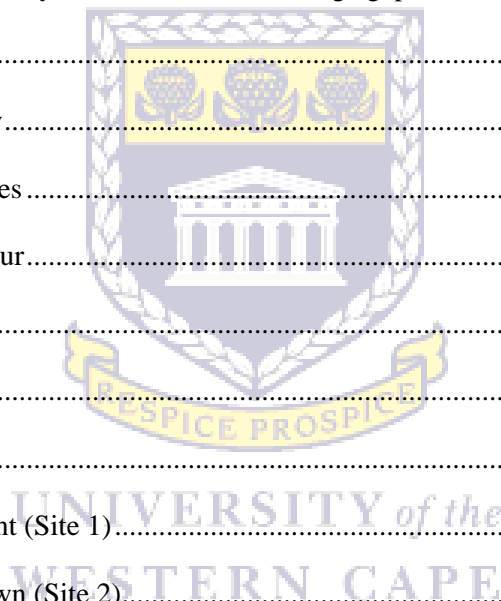 ................................................
................................................
es................................................
ur................................................
................................................
RESPICE PROSPICE
................................................
................................................
UNIVERSITY of the
nt (Site 1)................................................
WESTERN CAPE
wn (Site 2)................................................